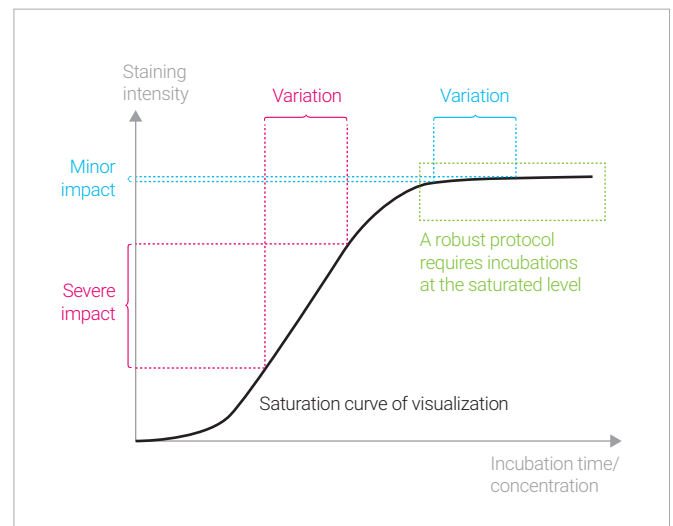 Staining
intensity
Variation
Variation
Minor
impact
A robust protocol
requires incubations
at the saturated level
Severe
impact
Saturation curve of visualization
Incubation time/
concentration